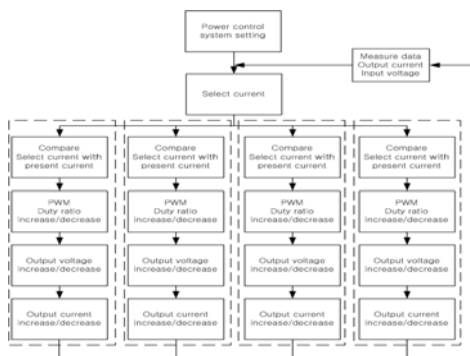 Power control
system setting
Measure data
Output current
Input voltage
Select current
Compare
Select current with
present current
Compare
Select current with
present current
Compare
Select current with
present current
Compare
Select current with
present current
PWM
Duty ratio
increase/decrease
PWM
Duty ratio
increase/decrease
PWM
Duty ratio
increase/decrease
PWM
Duty ratio
increase/decrease
Output voltage
increase/decrease
Output voltage
increase/decrease
Output voltage
increase/decrease
Output voltage
increase/decrease
Output current
increase/decrease
Output current
increase/decrease
Output current
increase/decrease
Output current
increase/decrease